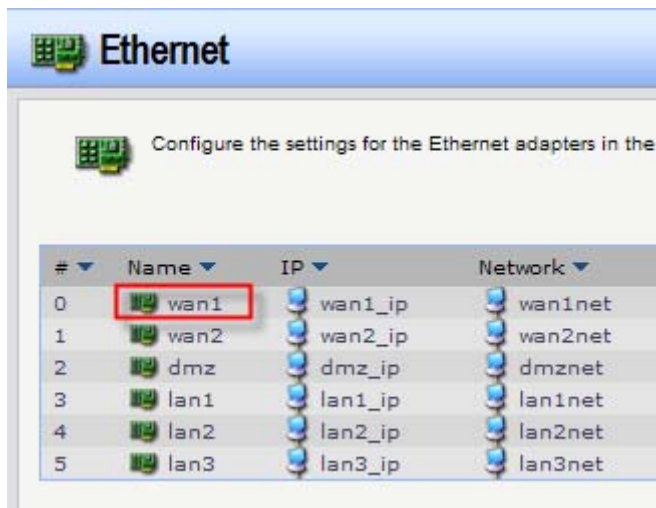 Ethernet
Configure the settings for the Ethernet adapters in the
# Name IP Network
0 wan1 wan1_ip wan1net
1 wan2 wan2_ip wan2net
2 dmz dmz_ip dmznet
3 lan1 lan1_ip lan1net
4 lan2 lan2_ip lan2net
5 lan3 lan3_ip lan3net